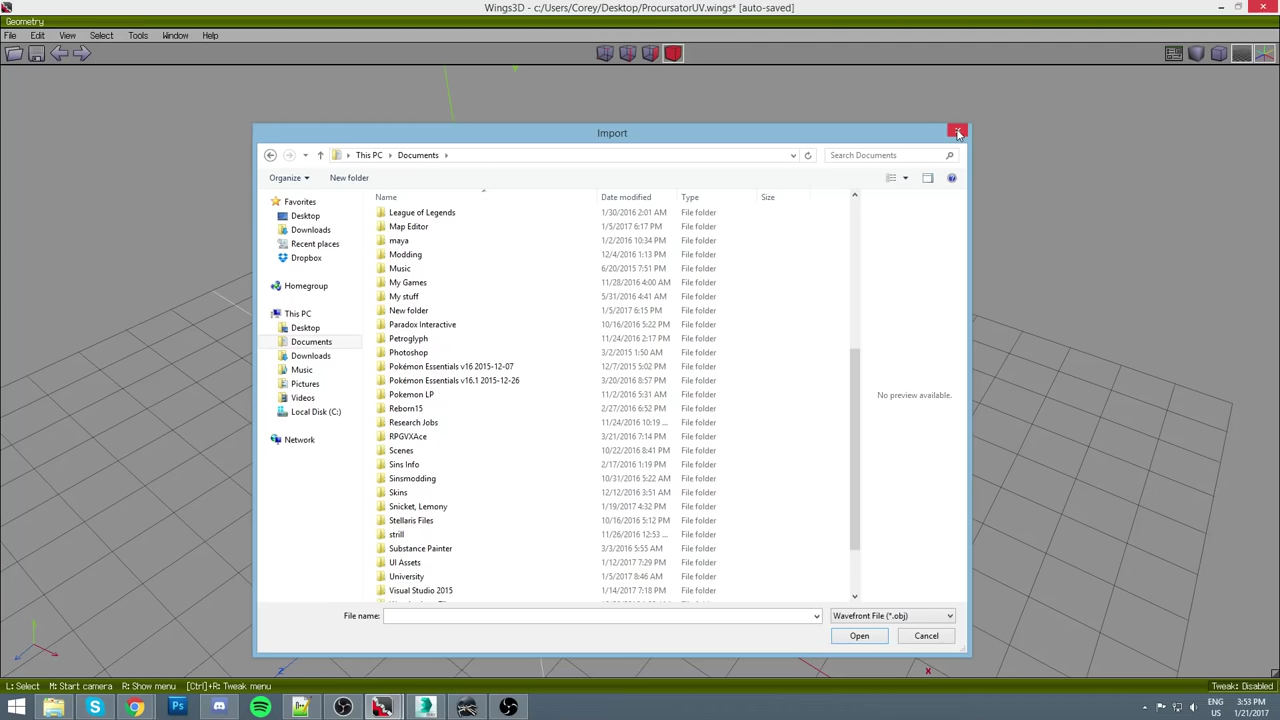 Wings3D - c:/Users/Corey/Desktop/ProcursatorUV.wings* [auto-saved]
Geometry
File Edit View Select Tools Window Help
Import
This PC Documents
Search Documents
Organize New folder
Name Date modified Type Size
Favorites
Desktop
Downloads
Recent places
Dropbox
Homegroup
This PC
Desktop
Documents
Downloads
Music
Pictures
Videos
Local Disk (C:)
Network
League of Legends 1/30/2016 2:01 AM File folder
Map Editor 1/5/2017 6:17 PM File folder
maya 1/2/2016 10:34 PM File folder
Modding 12/4/2016 1:13 PM File folder
Music 6/20/2015 7:51 PM File folder
My Games 11/28/2016 4:00 AM File folder
My stuff 5/31/2016 4:41 AM File folder
New folder 1/5/2017 6:15 PM File folder
Paradox Interactive 10/16/2016 5:22 PM File folder
Petroglyph 11/24/2016 2:17 PM File folder
Photoshop 3/2/2015 1:50 AM File folder
Pokémon Essentials v16 2015-12-07 12/7/2015 5:02 PM File folder
Pokémon Essentials v16.1 2015-12-26 3/20/2016 8:57 PM File folder
Pokemon LP 11/2/2016 5:31 AM File folder
Reborn15 2/27/2016 6:52 PM File folder
Research Jobs 11/24/2016 10:19 ... File folder
RPGVXAce 3/21/2016 7:14 PM File folder
Scenes 10/22/2016 8:41 PM File folder
Sins Info 2/17/2016 1:19 PM File folder
Sinsmodding 10/31/2016 5:22 AM File folder
Skins 12/12/2016 3:51 AM File folder
Snicket, Lemony 1/19/2017 4:32 PM File folder
Stellaris Files 10/16/2016 5:12 PM File folder
strill 11/26/2016 12:53 ... File folder
Substance Painter 3/3/2016 5:55 AM File folder
UI Assets 1/12/2017 7:29 PM File folder
University 1/5/2017 8:46 AM File folder
Visual Studio 2015 1/14/2017 7:18 PM File folder
No preview available.
File name: Wavefront File (*.obj)
Open Cancel
Z X
L: Select M: Start camera R: Show menu [Ctrl]+R: Tweak menu Tweak: Disabled
ENG 3:53 PM
US 1/21/2017